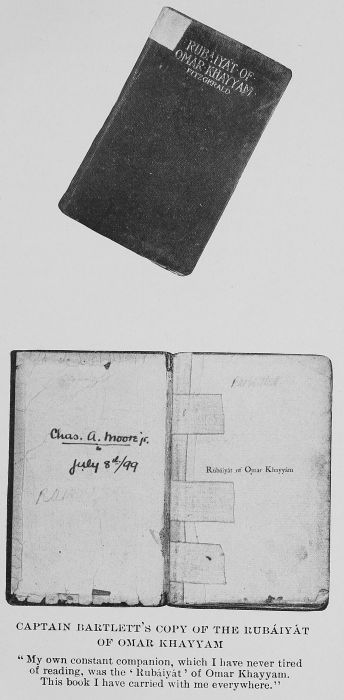 RUBÁIYÁT OF
OMAR KHAYYÁM
FITZGERALD
Chas. A. Moore jr.
July 8th/99
Rubáiyát of Omar Khayyám
CAPTAIN BARTLETT'S COPY OF THE RUBÁIYÁT
OF OMAR KHAYYAM
“My own constant companion, which I have never tired
of reading, was the ‘Rubáiyát’ of Omar Khayyam.
This book I have carried with me everywhere.”